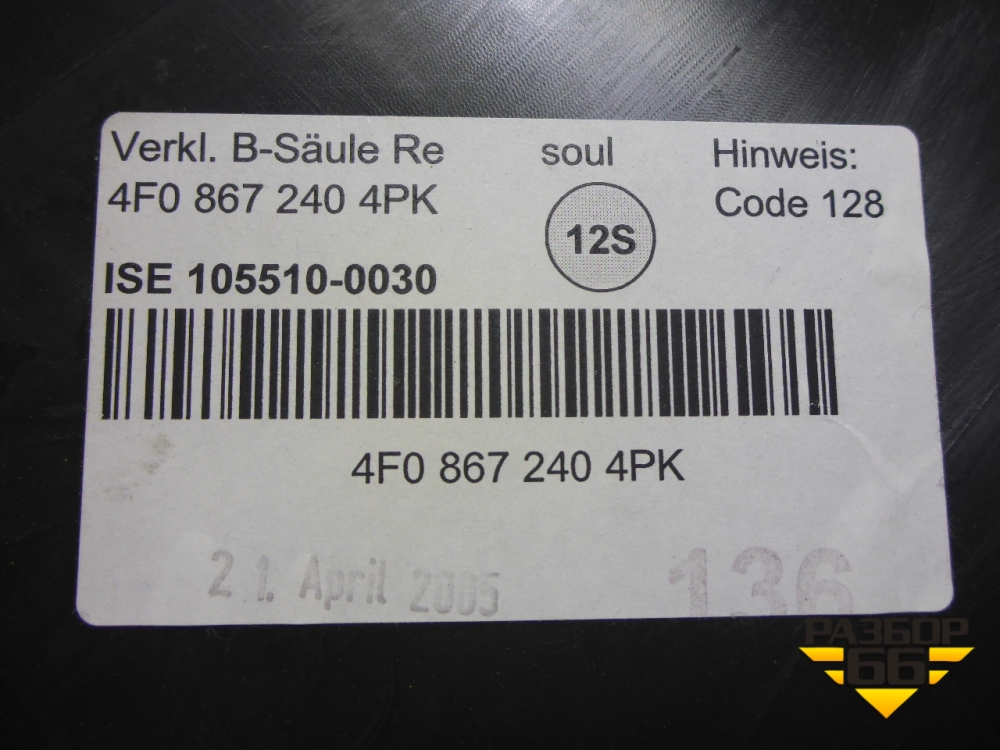 Verkl. B-Säule Re
soul
Hinweis:
4F0 867 240 4PK
12S
Code 128
ISE 105510-0030
4F0 867 240 4PK
21. April 2005
136
РАЗБОР
66